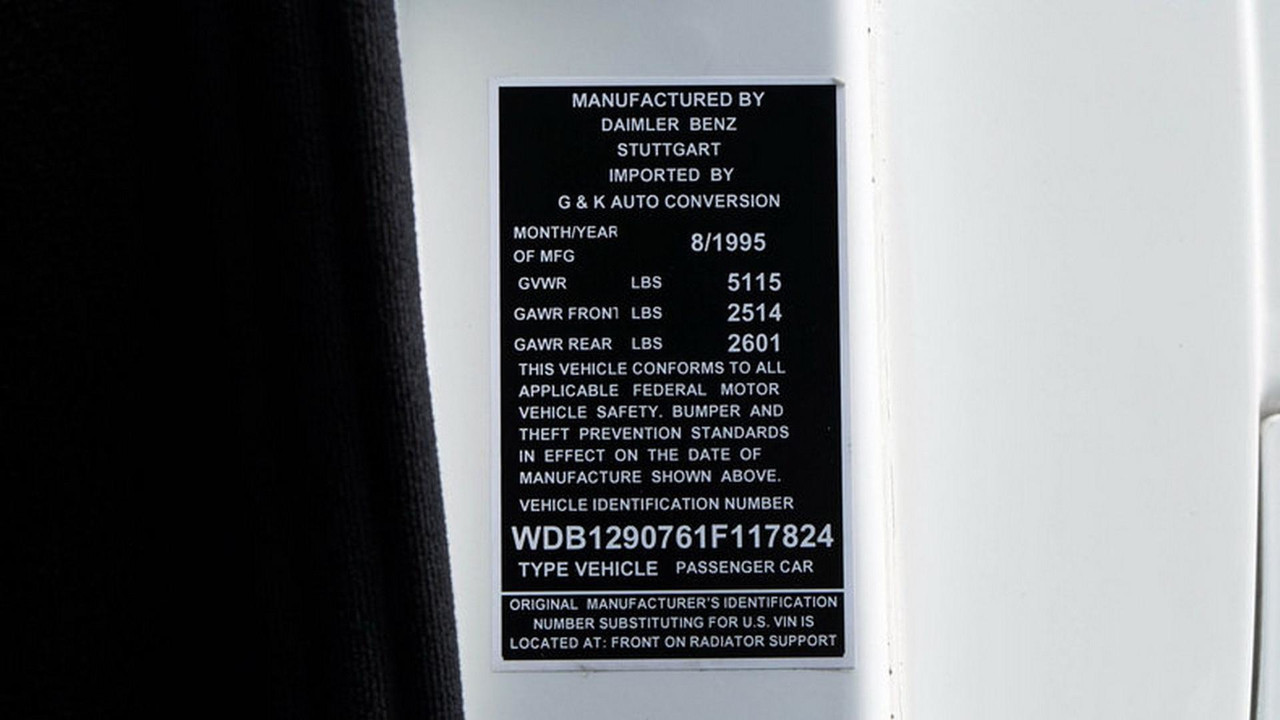 MANUFACTURED BY
DAIMLER BENZ
STUTTGART
IMPORTED BY
G & K AUTO CONVERSION
MONTH/YEAR
OF MFG 8/1995
GVWR LBS 5115
GAWR FRONT LBS 2514
GAWR REAR LBS 2601
THIS VEHICLE CONFORMS TO ALL
APPLICABLE FEDERAL MOTOR
VEHICLE SAFETY. BUMPER AND
THEFT PREVENTION STANDARDS
IN EFFECT ON THE DATE OF
MANUFACTURE SHOWN ABOVE.
VEHICLE IDENTIFICATION NUMBER
WDB1290761F117824
TYPE VEHICLE PASSENGER CAR
ORIGINAL MANUFACTURER'S IDENTIFICATION
NUMBER SUBSTITUTING FOR U.S. VIN IS
LOCATED AT: FRONT ON RADIATOR SUPPORT